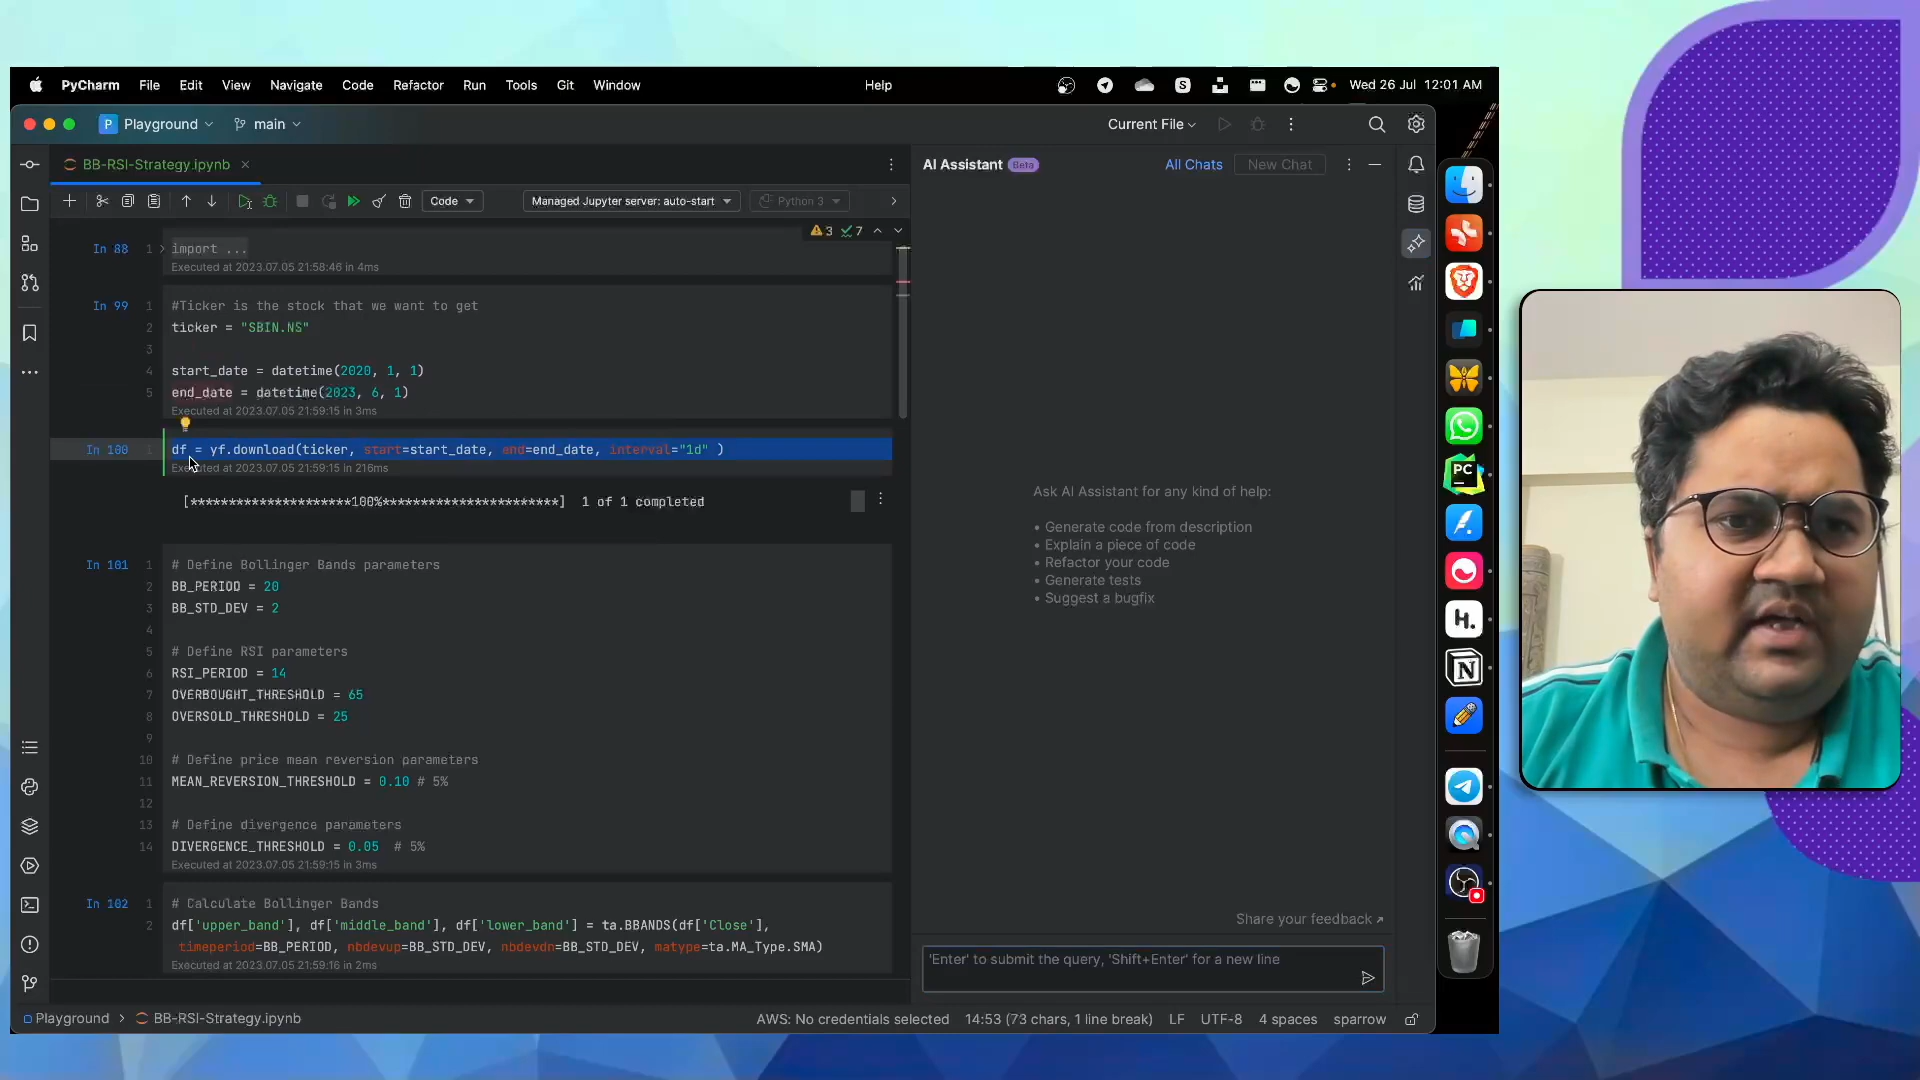 PyCharm File Edit View Navigate Code Refactor Run Tools Git Window Help Wed 26 Jul 12:01 AM
P Playground main Current File
BB-RSI-Strategy.ipynb
AI Assistant Beta All Chats New Chat
Code Managed Jupyter server: auto-start Python 3
3 7
In 88 1 import ...
Executed at 2023.07.05 21:58:46 in 4ms
In 99 1 #Ticker is the stock that we want to get
2 ticker = "SBIN.NS"
3
4 start_date = datetime(2020, 1, 1)
5 end_date = datetime(2023, 6, 1)
Executed at 2023.07.05 21:59:15 in 3ms
In 100 1 df = yf.download(ticker, start=start_date, end=end_date, interval="1d" )
Executed at 2023.07.05 21:59:15 in 216ms
[*********************100%***********************] 1 of 1 completed
In 101 1 # Define Bollinger Bands parameters
2 BB_PERIOD = 20
3 BB_STD_DEV = 2
4
5 # Define RSI parameters
6 RSI_PERIOD = 14
7 OVERBOUGHT_THRESHOLD = 65
8 OVERSOLD_THRESHOLD = 25
9
10 # Define price mean reversion parameters
11 MEAN_REVERSION_THRESHOLD = 0.10 # 5%
12
13 # Define divergence parameters
14 DIVERGENCE_THRESHOLD = 0.05 # 5%
Executed at 2023.07.05 21:59:15 in 3ms
In 102 1 # Calculate Bollinger Bands
2 df['upper_band'], df['middle_band'], df['lower_band'] = ta.BBANDS(df['Close'],
timeperiod=BB_PERIOD, nbdevup=BB_STD_DEV, nbdevdn=BB_STD_DEV, matype=ta.MA_Type.SMA)
Executed at 2023.07.05 21:59:16 in 2ms
Ask AI Assistant for any kind of help:
• Generate code from description
• Explain a piece of code
• Refactor your code
• Generate tests
• Suggest a bugfix
Share your feedback
'Enter' to submit the query, 'Shift+Enter' for a new line
PC
h.
N
Playground > BB-RSI-Strategy.ipynb AWS: No credentials selected 14:53 (73 chars, 1 line break) LF UTF-8 4 spaces sparrow